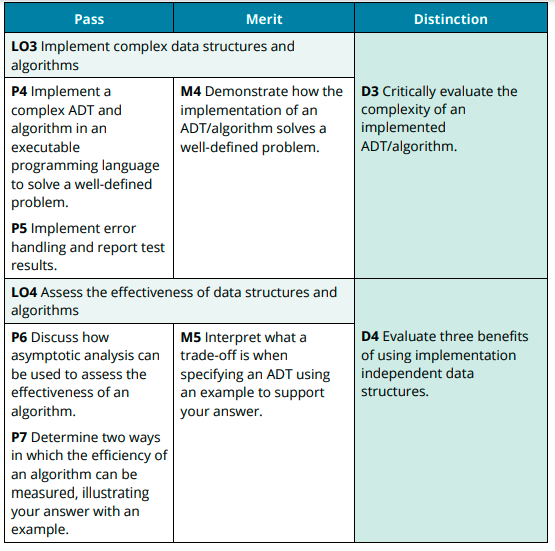 Pass
Merit
Distinction
LO3 Implement complex data structures and
algorithms
P4 Implement a
complex ADT and
algorithm in an
executable
programming language
to solve a well-defined
problem.
P5 Implement error
handling and report test
results.
M4 Demonstrate how the
implementation of an
ADT/algorithm solves a
well-defined problem.
D3 Critically evaluate the
complexity of an
implemented
ADT/algorithm.
LO4 Assess the effectiveness of data structures and
algorithms
P6 Discuss how
asymptotic analysis can
be used to assess the
effectiveness of an
algorithm.
P7 Determine two ways
in which the efficiency of
an algorithm can be
measured, illustrating
your answer with an
example.
M5 Interpret what a
trade-off is when
specifying an ADT using
an example to support
your answer.
D4 Evaluate three benefits
of using implementation
independent data
structures.